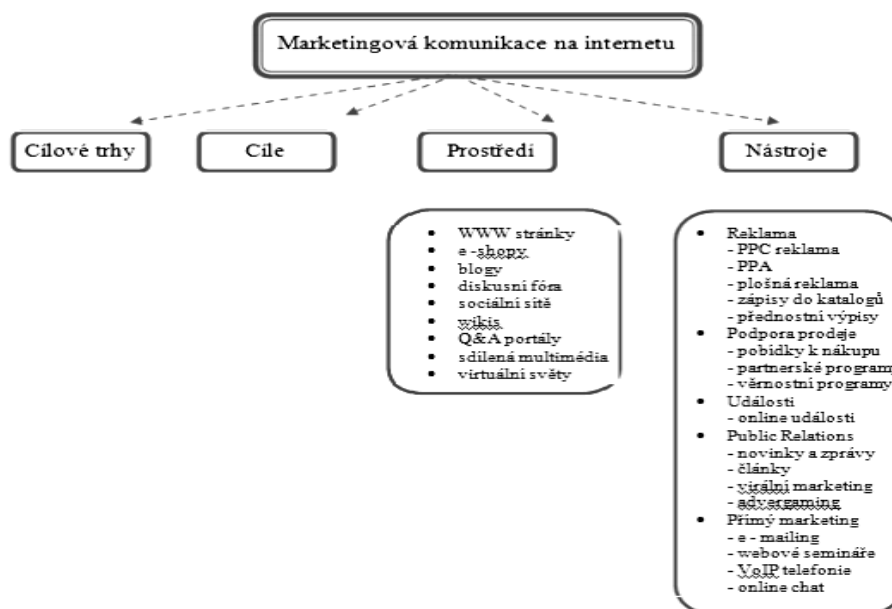 Marketingová komunikace na internetu
Cílové trhy
Cíle
Prostředí
Nástroje
• WWW stránky
• e -shopy
• blogy
• diskusní fóra
• sociální sítě
• wikis
• Q&A portály
• sdílená multimédia
• virtuální světy
• Reklama
- PPC reklama
- PPA
- plošná reklama
- zápisy do katalogů
- přednostní výpisy
• Podpora prodeje
- pobídky k nákupu
- partnerské program
- věrnostní programy
• Události
- online události
• Public Relations
- novinky a zprávy
- články
- virální marketing
- advergaming
• Přímý marketing
- e - mailing
- webové semináře
- VoIP telefonie
- online chat